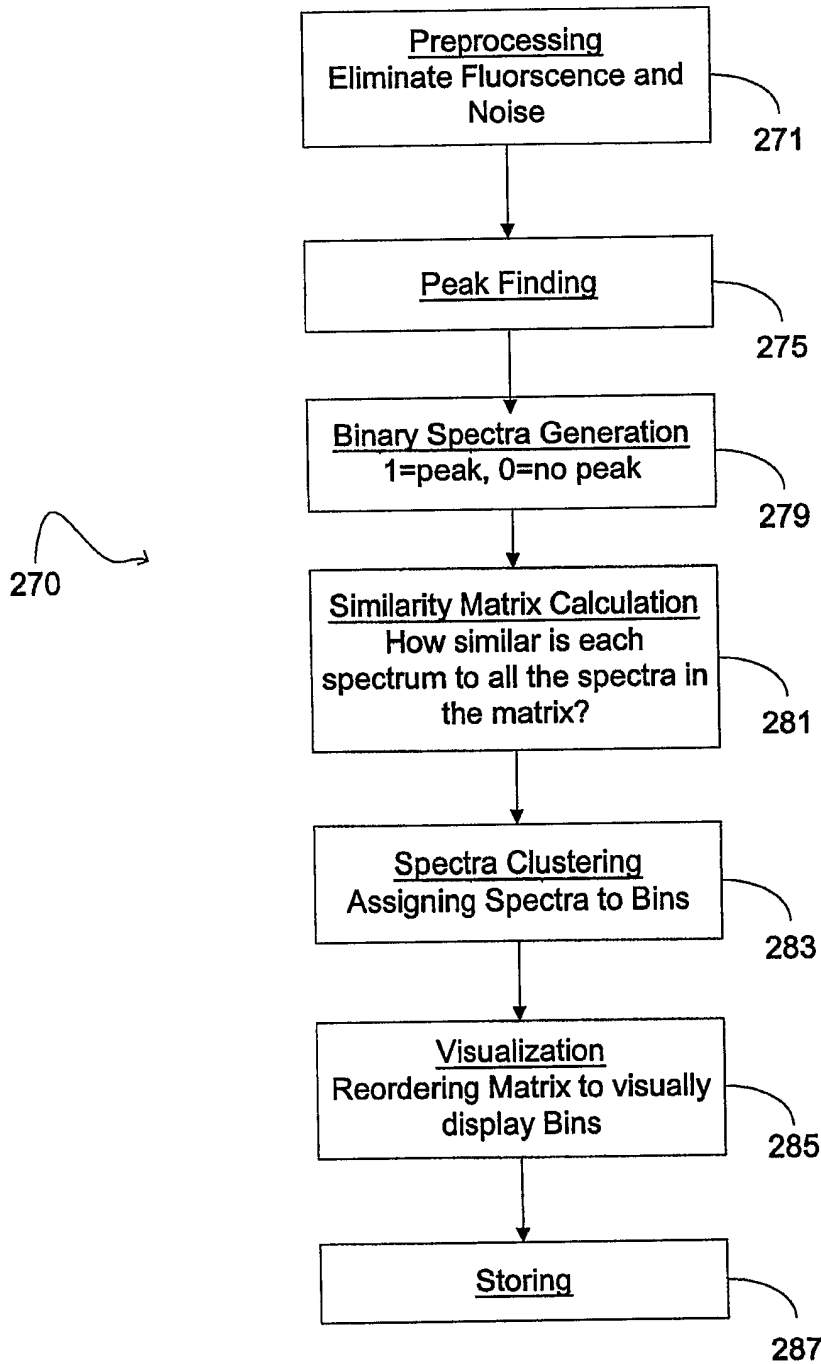 Preprocessing
Eliminate Fluorscence and
Noise
271
Peak Finding
275
Binary Spectra Generation
1=peak, 0=no peak
279
270
Similarity Matrix Calculation
How similar is each
spectrum to all the spectra in
the matrix?
281
Spectra Clustering
Assigning Spectra to Bins
283
Visualization
Reordering Matrix to visually
display Bins
285
Storing
287